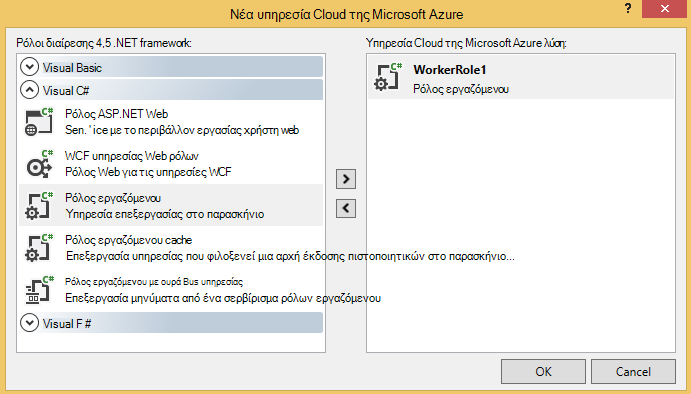 Νέα υπηρεσία Cloud της Microsoft Azure
?
Ρόλοι διαίρεσης 4,5 .NET framework:
Visual Basic
Visual C#
Ρόλος ASP.NET Web
Sen. ' ice με το περιβάλλον εργασίας χρήστη web
WCF υπηρεσίας Web ρόλων
Ρόλος Web για τις υπηρεσίες WCF
Ρόλος εργαζόμενου
Υπηρεσία επεξεργασίας στο παρασκήνιο
Ρόλος εργαζόμενου cache
Επεξεργασία υπηρεσίας που φιλοξενεί μια αρχή έκδοσης πιστοποιητικών στο παρασκήνιο...
Ρόλος εργαζόμενου με ουρά Bus υπηρεσίας
Επεξεργασία μηνύματα από ένα σερβίρισμα ρόλων εργαζόμενου
Visual F #
Υπηρεσία Cloud της Microsoft Azure λύση:
C#
WorkerRole1
Ρόλος εργαζόμενου
OK
Cancel